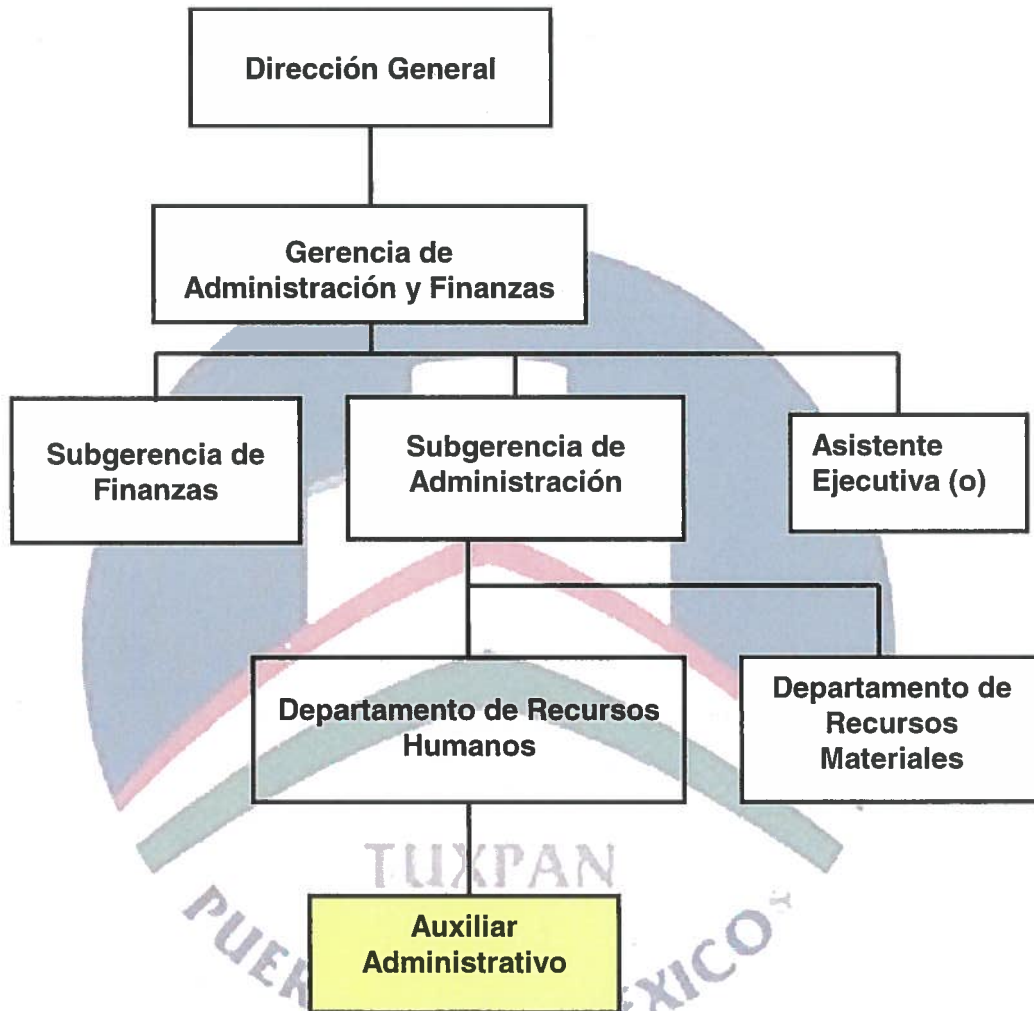 Dirección General
Gerencia de
Administración y Finanzas
Subgerencia de
Finanzas
Subgerencia de
Administración
Asistente
Ejecutiva (o)
Departamento de Recursos
Humanos
Departamento de
Recursos
Materiales
TUXPAN
Auxiliar
Administrativo